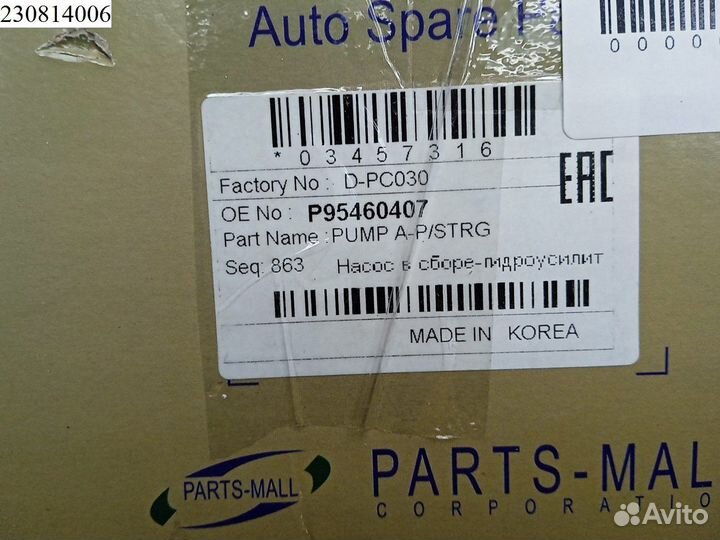 230814006
Auto Spare
0000
*03457316
Factory No : D-PC030
EAC
OE No : P95460407
Part Name :PUMP A-P/STRG
Seq: 863 Насос в сборе-гидроусилит
MADE IN KOREA
PARTS-MALL
PARTS-MAL
CORPORATIO
Avito